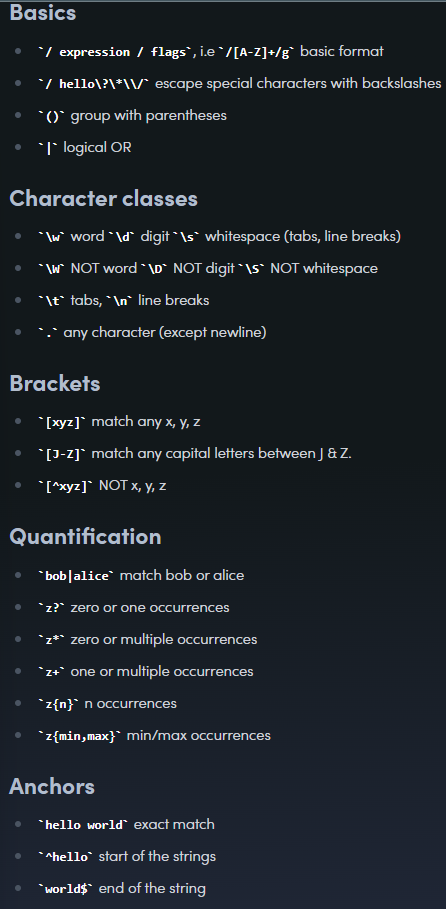 Basics
`/ expression / flags`, i.e `/[A-Z]+/g` basic format
`/ hello\?\*\\/` escape special characters with backslashes
`()` group with parentheses
`|` logical OR
Character classes
`\w` word `\d` digit `\s` whitespace (tabs, line breaks)
`\W` NOT word `\D` NOT digit `\S` NOT whitespace
`\t` tabs, `\n` line breaks
`.` any character (except newline)
Brackets
`[xyz]` match any x, y, z
`[J-Z]` match any capital letters between J & Z.
`[^xyz]` NOT x, y, z
Quantification
`bob|alice` match bob or alice
`z?` zero or one occurrences
`z*` zero or multiple occurrences
`z+` one or multiple occurrences
`z{n}` n occurrences
`z{min,max}` min/max occurrences
Anchors
`hello world` exact match
`^hello` start of the strings
`world$` end of the string